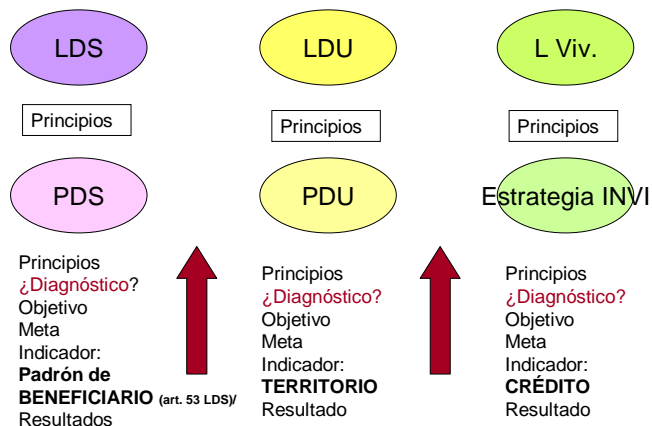 LDS
LDU
L Viv.
Principios
Principios
Principios
PDS
PDU
Estrategia INVI
Principios
¿Diagnóstico?
Objetivo
Meta
Indicador:
Padrón de
BENEFICIARIO (art. 53 LDS)/
Resultados
Principios
¿Diagnóstico?
Objetivo
Meta
Indicador:
TERRITORIO
Resultado
Principios
¿Diagnóstico?
Objetivo
Meta
Indicador:
CRÉDITO
Resultado